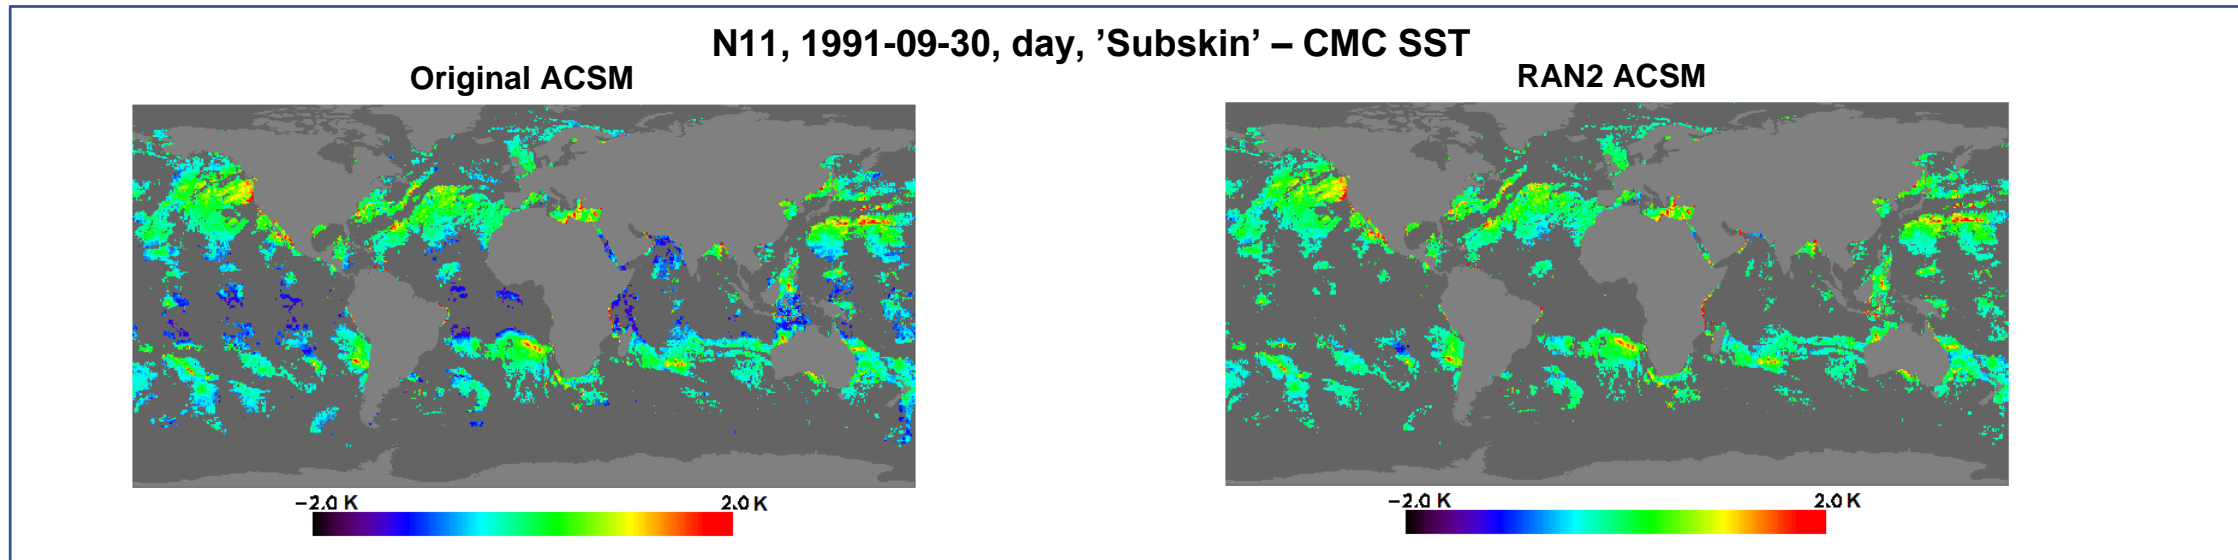 N11, 1991-09-30, day, ’Subskin’ – CMC SST
Original ACSM
RAN2 ACSM
−2.0 K 2.0 K
−2.0 K 2.0 K